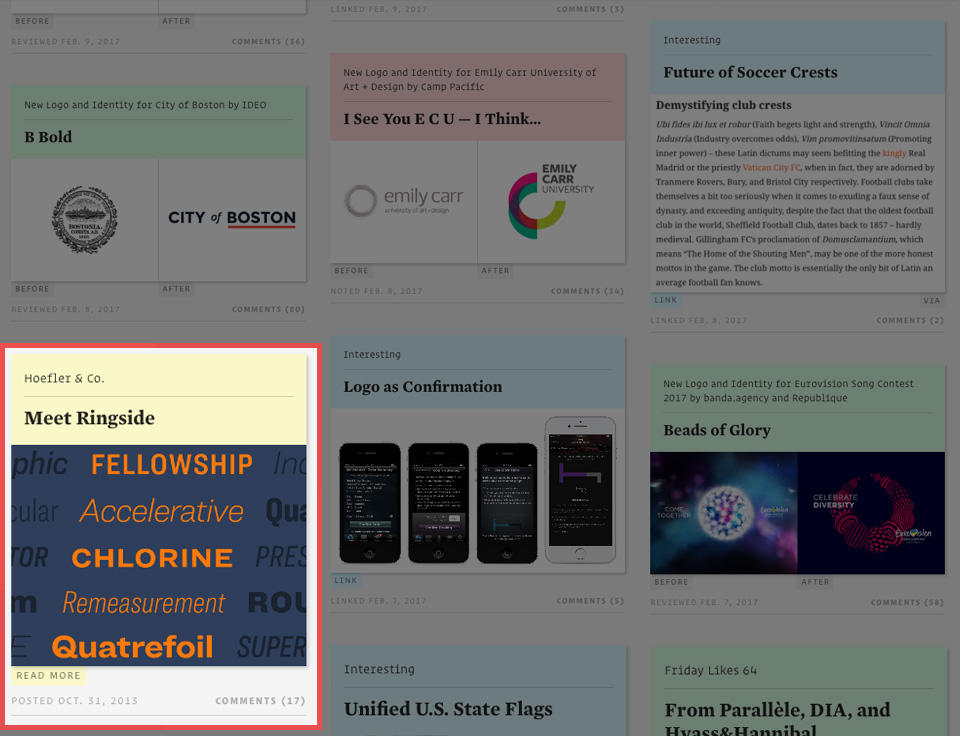 BEFORE
AFTER
REVIEWED FEB. 9, 2017
COMMENTS (56)
New Logo and Identity for City of Boston by IDEO
B Bold
BOSTONIA.
CONDITA A.D.
CITY of BOSTON
BEFORE
AFTER
REVIEWED FEB. 8, 2017
COMMENTS (80)
Hoefler & Co.
Meet Ringside
phic FELLOWSHIP Inc
cular Accelerative Qua
TOR CHLORINE PRES
m Remeasurement ROU
E Quatrefoil SUPER
READ MORE
POSTED OCT. 31, 2013
COMMENTS (17)
LINKED FEB. 9, 2017
COMMENTS (3)
New Logo and Identity for Emily Carr University of
Art + Design by Camp Pacific
I See You E C U — I Think...
emily carr
university of art+design
EMILY
CARR
UNIVERSITY
BEFORE
AFTER
NOTED FEB. 8, 2017
COMMENTS (34)
Interesting
Logo as Confirmation
LINK
LINKED FEB. 7, 2017
COMMENTS (5)
Interesting
Unified U.S. State Flags
Interesting
Future of Soccer Crests
Demystifying club crests
Ubi fides ibi lux et robur (Faith begets light and strength), Vincit Omnia
Industria (Industry overcomes odds), Vim promovitinsatum (Promoting
inner power) – these Latin dictums may seem befitting the kingly Real
Madrid or the priestly Vatican City FC, when in fact, they are adorned by
Tranmere Rovers, Bury, and Bristol City respectively. Football clubs take
themselves a bit too seriously when it comes to exuding a faux sense of
dynasty, and exceeding antiquity, despite the fact that the oldest football
club in the world, Sheffield Football Club, dates back to 1857 – hardly
medieval. Gillingham FC's proclamation of Domusclamantium, which
means "The Home of the Shouting Men", may be one of the more honest
mottos in the game. The club motto is essentially the only bit of Latin an
average football fan knows.
LINK
VIA
LINKED FEB. 8, 2017
COMMENTS (2)
New Logo and Identity for Eurovision Song Contest
2017 by banda.agency and Republique
Beads of Glory
COME
TOGETHER
CELEBRATE
DIVERSITY
BEFORE
AFTER
REVIEWED FEB. 7, 2017
COMMENTS (58)
Friday Likes 64
From Parallèle, DIA, and
Hyass&Hannibal